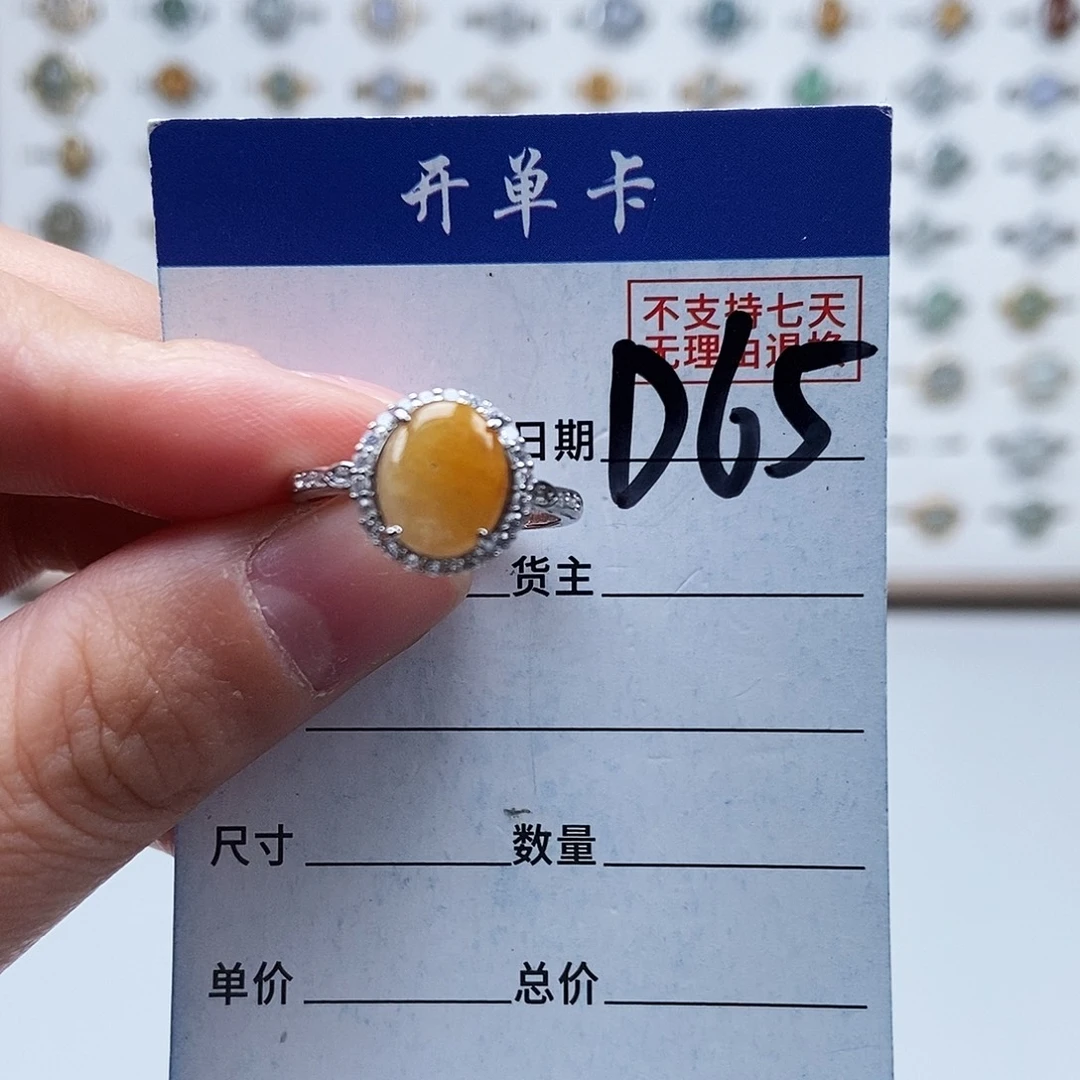 开单卡
不支持七天
无理由退换
D65
日期
货主
尺寸 数量
单价 总价